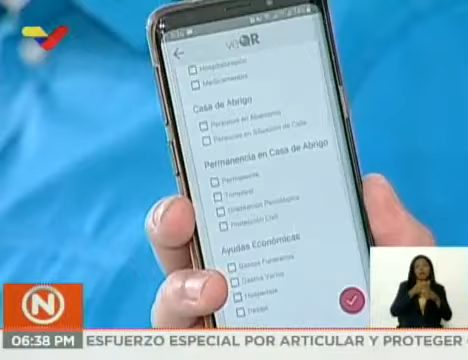 veQR
Hospitalización
Medicamentos
Casa de Abrigo
Personas en Abandono
Personas en Situación de Calle
Permanencia en Casa de Abrigo
Permanente
Temporal
Orientación Psicológica
Protección Civil
Ayudas Económicas
Gastos Funerarios
Gastos Varios
Hospedaje
Pasaje
N
06:38 PM
ESFUERZO ESPECIAL POR ARTICULAR Y PROTEGER